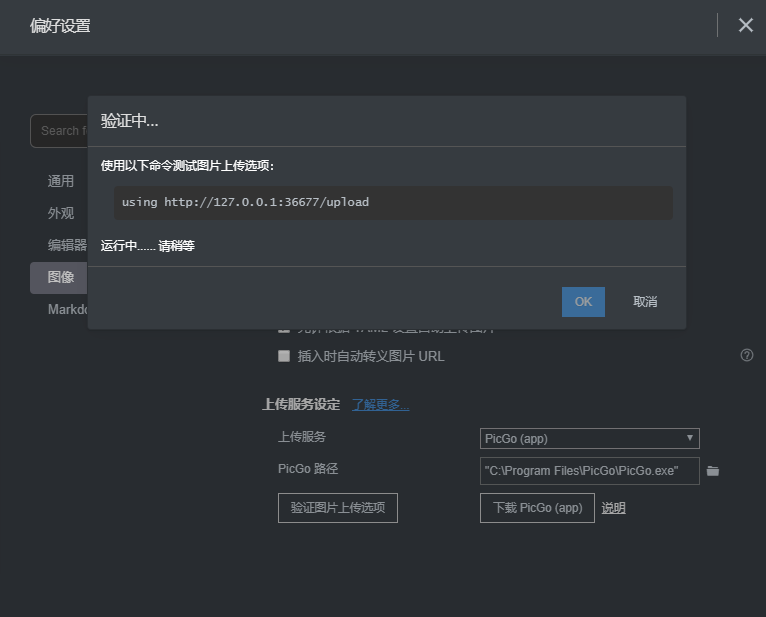 偏好设置
验证中...
使用以下命令测试图片上传选项:
using http://127.0.0.1:36677/upload
运行中...... 请稍等
OK 取消
Search f
通用
外观
编辑器
图像
Markdo
插入时自动转义图片 URL
上传服务设定 了解更多...
上传服务 PicGo (app)
PicGo 路径 "C:\Program Files\PicGo\PicGo.exe"
验证图片上传选项 下载 PicGo (app) 说明